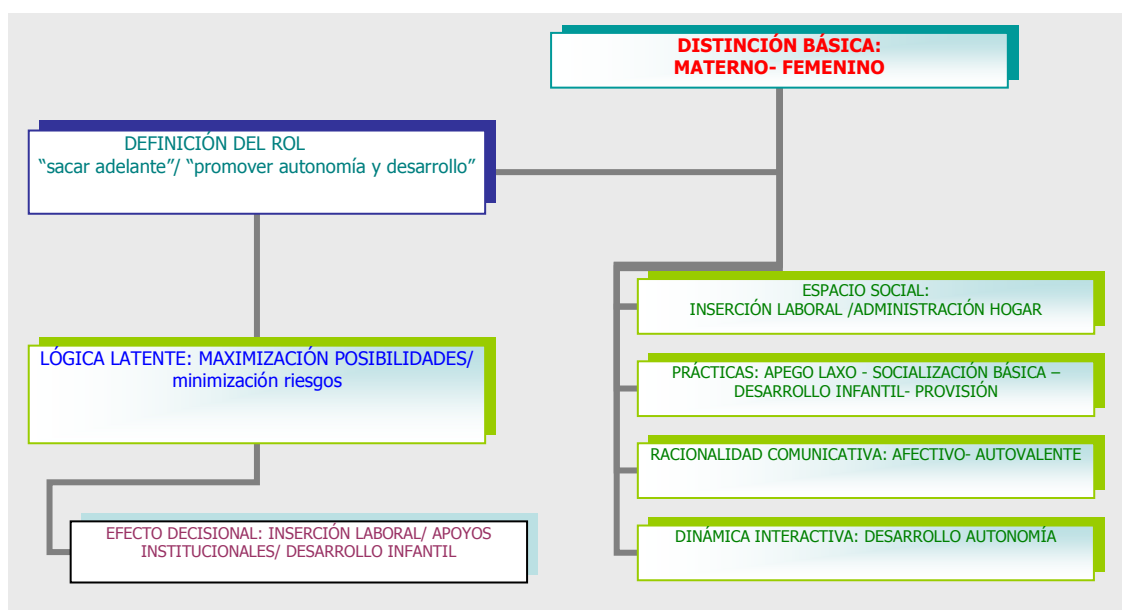 DISTINCIÓN BÁSICA:
MATERNO- FEMENINO
DEFINICIÓN DEL ROL
“sacar adelante”/ “promover autonomía y desarrollo”
LÓGICA LATENTE: MAXIMIZACIÓN POSIBILIDADES/
minimización riesgos
EFECTO DECISIONAL: INSERCIÓN LABORAL/ APOYOS
INSTITUCIONALES/ DESARROLLO INFANTIL
ESPACIO SOCIAL:
INSERCIÓN LABORAL /ADMINISTRACIÓN HOGAR
PRÁCTICAS: APEGO LAXO - SOCIALIZACIÓN BÁSICA –
DESARROLLO INFANTIL- PROVISIÓN
RACIONALIDAD COMUNICATIVA: AFECTIVO- AUTOVALENTE
DINÁMICA INTERACTIVA: DESARROLLO AUTONOMÍA